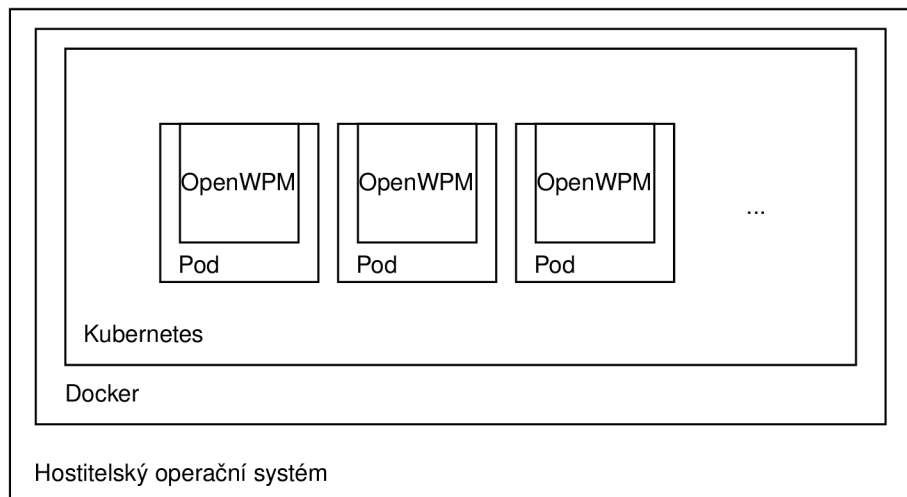 OpenWPM OpenWPM OpenWPM
...
Pod Pod Pod
Kubernetes
Docker
Hostitelský operační systém